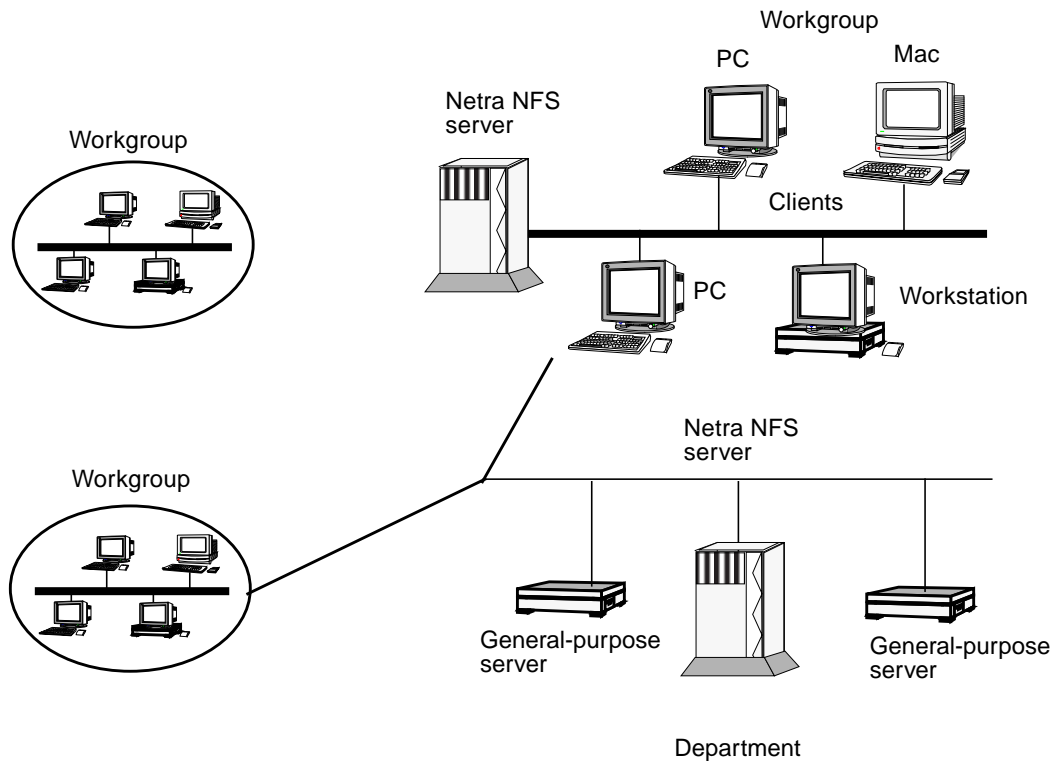 Workgroup
PC
Mac
Netra NFS
server
Workgroup
Clients
PC
Workstation
Netra NFS
server
Workgroup
General-purpose
server
General-purpose
server
Department